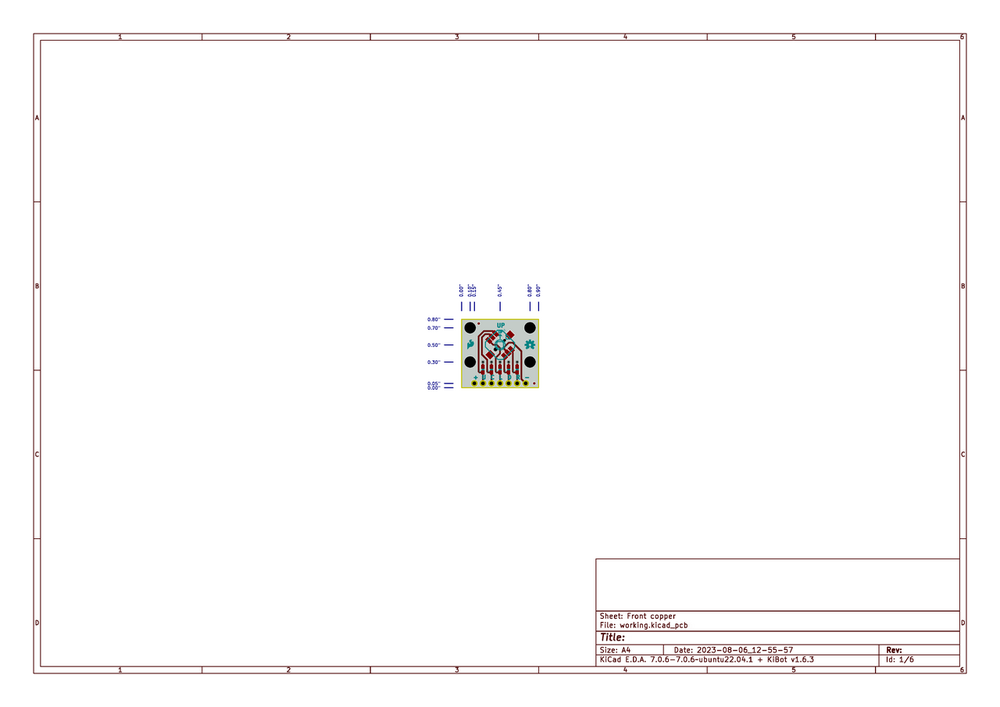 1 2 3 4 5 6
A A
0.00" 0.10" 0.15" 0.45" 0.80" 0.90"
B B
0.80"
UP
0.70"
0.50"
0.30"
0.05"
0.00"
C C
Sheet: Front copper
D D
File: working.kicad_pcb
Title:
Size: A4 Date: 2023-08-06_12-55-57 Rev:
KiCad E.D.A. 7.0.6-7.0.6-ubuntu22.04.1 + KiBot v1.6.3 Id: 1/6
1 2 3 4 5 6